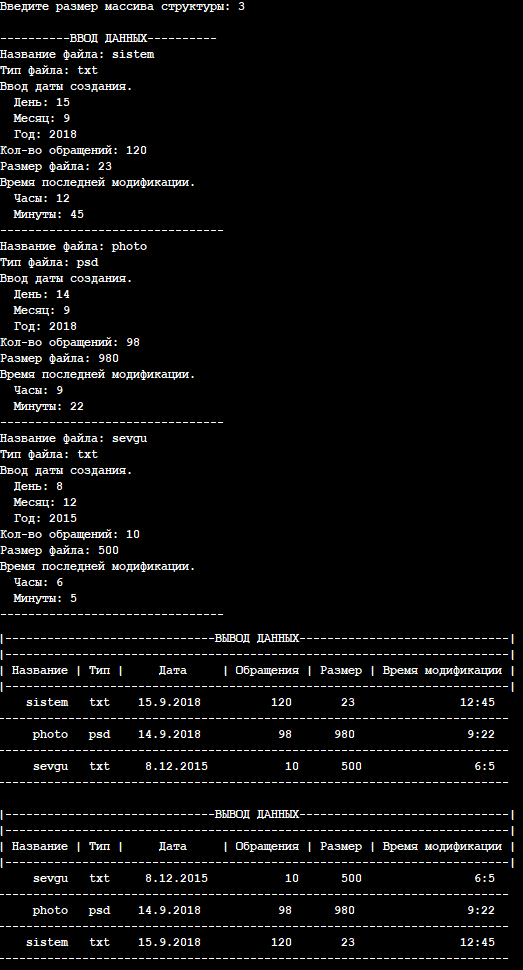 Введите размер массива структуры: 3
----------ВВОД ДАННЫХ----------
Название файла: sistem
Тип файла: txt
Ввод даты создания.
  День: 15
  Месяц: 9
  Год: 2018
Кол-во обращений: 120
Размер файла: 23
Время последней модификации.
  Часы: 12
  Минуты: 45
--------------------------------
Название файла: photo
Тип файла: psd
Ввод даты создания.
  День: 14
  Месяц: 9
  Год: 2018
Кол-во обращений: 98
Размер файла: 980
Время последней модификации.
  Часы: 9
  Минуты: 22
--------------------------------
Название файла: sevgu
Тип файла: txt
Ввод даты создания.
  День: 8
  Месяц: 12
  Год: 2015
Кол-во обращений: 10
Размер файла: 500
Время последней модификации.
  Часы: 6
  Минуты: 5
--------------------------------
|------------------------------ВЫВОД ДАННЫХ------------------------------|
|------------------------------------------------------------------------|
| Название | Тип |     Дата     | Обращения | Размер | Время модификации |
|------------------------------------------------------------------------|
   sistem   txt    15.9.2018          120       23               12:45
-------------------------------------------------------------------------
    photo   psd    14.9.2018           98      980                9:22
-------------------------------------------------------------------------
    sevgu   txt     8.12.2015           10      500                6:5
-------------------------------------------------------------------------
|------------------------------ВЫВОД ДАННЫХ------------------------------|
|------------------------------------------------------------------------|
| Название | Тип |     Дата     | Обращения | Размер | Время модификации |
|------------------------------------------------------------------------|
    sevgu   txt     8.12.2015           10      500                6:5
-------------------------------------------------------------------------
    photo   psd    14.9.2018           98      980                9:22
-------------------------------------------------------------------------
   sistem   txt    15.9.2018          120       23               12:45
-------------------------------------------------------------------------